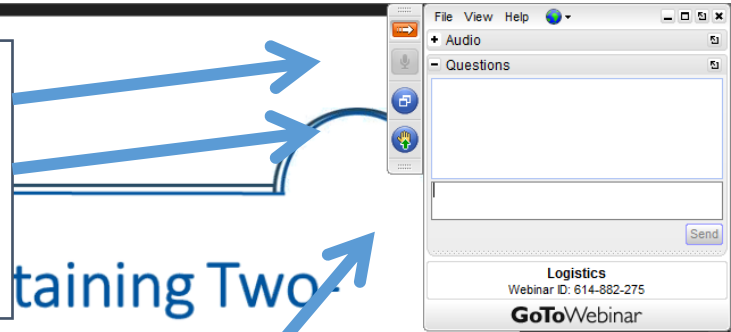 File View Help
Audio
Questions
Send
Logistics
Webinar ID: 614-882-275
GoToWebinar
taining Two-